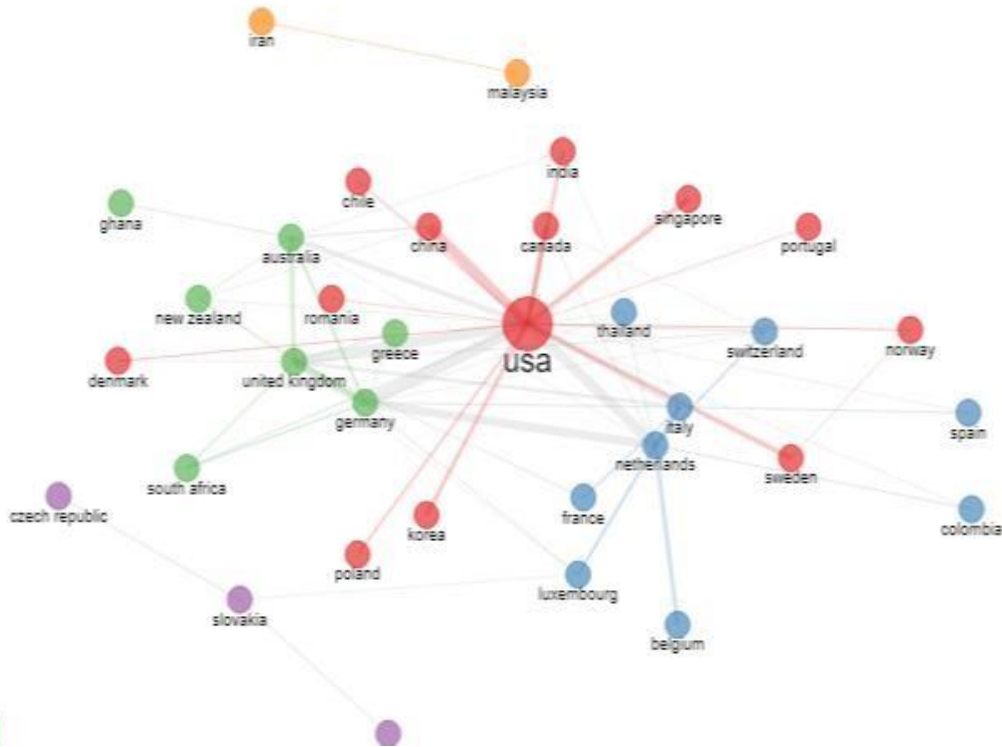 iran
malaysia
india
chile
singapore
ghana
china
canada
portugal
australia
new zealand
romania
thailand
greece
switzerland
norway
usa
denmark
united kingdom
germany
italy
spain
netherlands
sweden
south africa
czech republic
france
colombia
korea
poland
luxembourg
slovakia
belgium